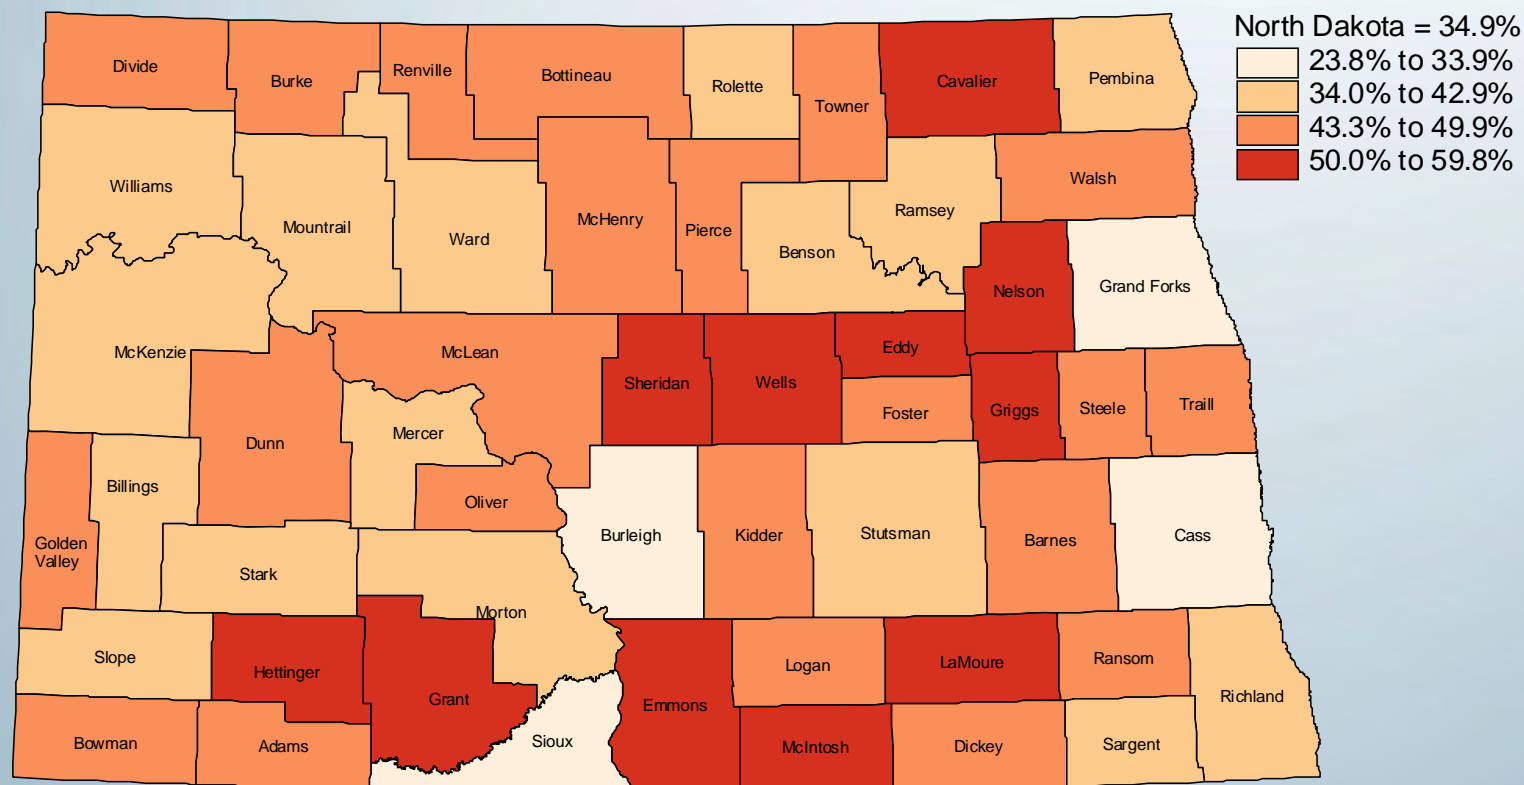 North Dakota = 34.9%
23.8% to 33.9%
34.0% to 42.9%
43.3% to 49.9%
50.0% to 59.8%
Divide
Burke
Renville
Bottineau
Rolette
Towner
Cavalier
Pembina
Williams
Mountrail
Ward
McHenry
Pierce
Benson
Ramsey
Walsh
Nelson
Grand Forks
McKenzie
McLean
Sheridan
Wells
Eddy
Foster
Griggs
Steele
Traill
Dunn
Mercer
Billings
Oliver
Golden
Valley
Stark
Burleigh
Kidder
Stutsman
Barnes
Cass
Morton
Slope
Hettinger
Grant
Emmons
Logan
LaMoure
Ransom
Richland
Bowman
Adams
Sioux
McIntosh
Dickey
Sargent